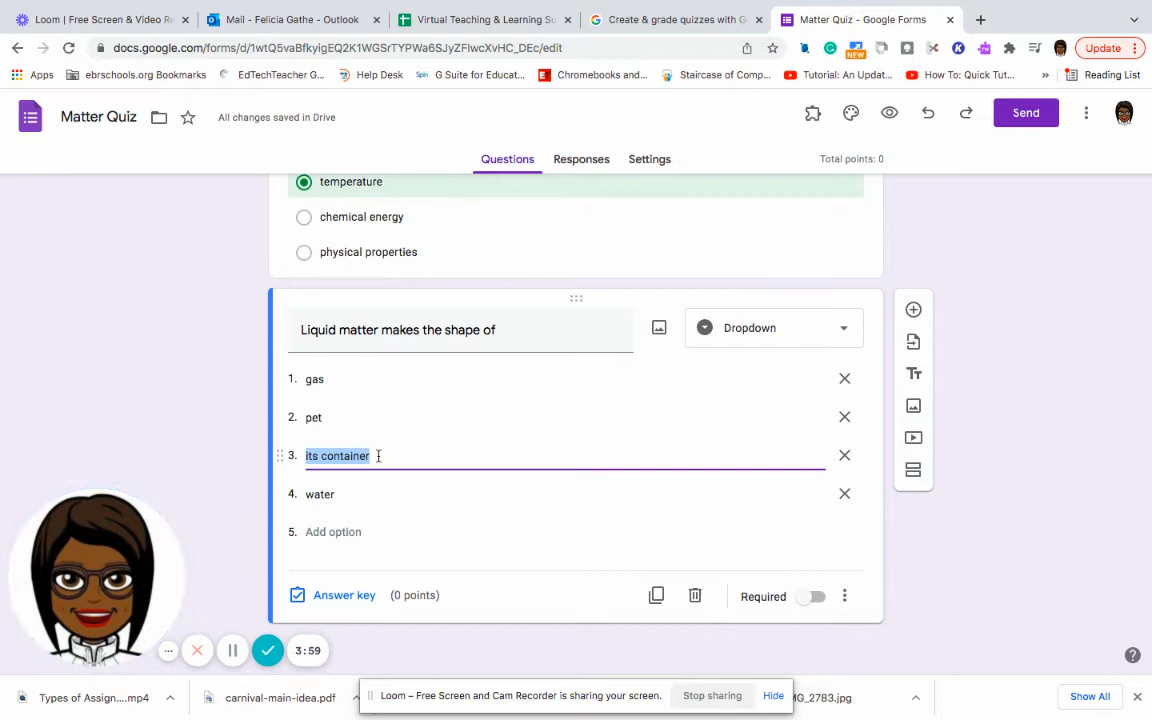 Loom | Free Screen & Video Re
Mail - Felicia Gathe - Outlook
Virtual Teaching & Learning Su
Create & grade quizzes with G
Matter Quiz - Google Forms
docs.google.com/forms/d/1wtQ5vaBfkyigEQ2K1WGSrTYPWa6SJyZFlwcXvHC_DEc/edit
NEW
Update
Apps
ebrschools.org Bookmarks
EdTechTeacher G...
Help Desk
G Suite for Educat...
Chromebooks and...
Staircase of Comp...
Tutorial: An Updat...
How To: Quick Tut...
»
Reading List
Matter Quiz
All changes saved in Drive
Send
Questions
Responses
Settings
Total points: 0
temperature
chemical energy
physical properties
Liquid matter makes the shape of
Dropdown
1. gas
2. pet
3. its container
4. water
5. Add option
Answer key (0 points)
Required
3:59
Types of Assign....mp4
carnival-main-idea.pdf
Loom – Free Screen and Cam Recorder is sharing your screen.
Stop sharing
Hide
MG_2783.jpg
Show All